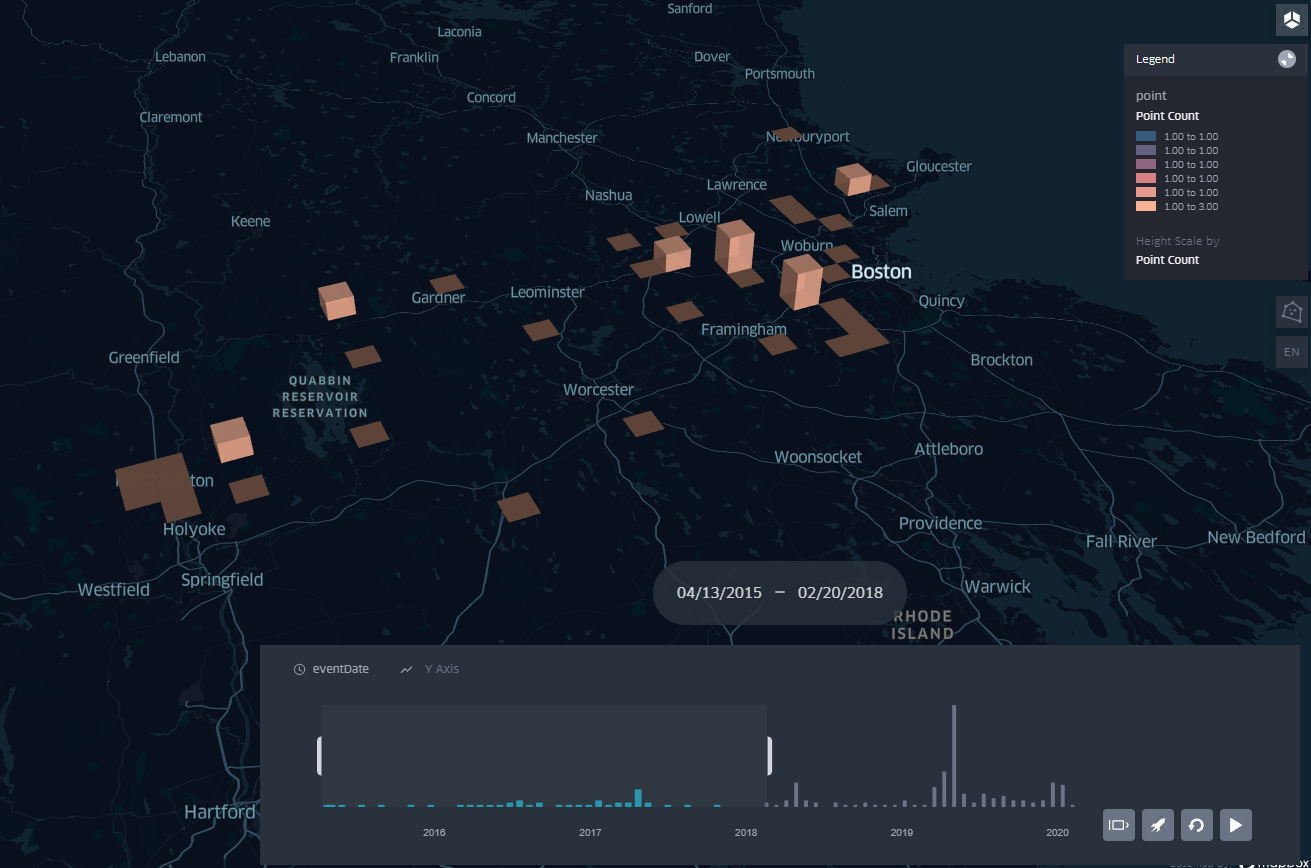 Sanford
Laconia
Lebanon
Franklin
Dover
Portsmouth
Concord
Claremont
Manchester
Gloucester
Lawrence
Nashua
Salem
Lowell
Keene
Woburn
Boston
Gardner
Leominster
Quincy
Framingham
Greenfield
Brockton
QUABBIN
RESERVOIR
RESERVATION
Worcester
Attleboro
Woonsocket
ton
Holyoke
Providence
Fall River
New Bedford
Springfield
Westfield
Warwick
RHODE
ISLAND
Hartford
Legend
point
Point Count
1.00 to 1.00
1.00 to 1.00
1.00 to 1.00
1.00 to 1.00
1.00 to 1.00
1.00 to 3.00
Height Scale by
Point Count
EN
04/13/2015 – 02/20/2018
eventDate Y Axis
2016 2017 2018 2019 2020
mapbox